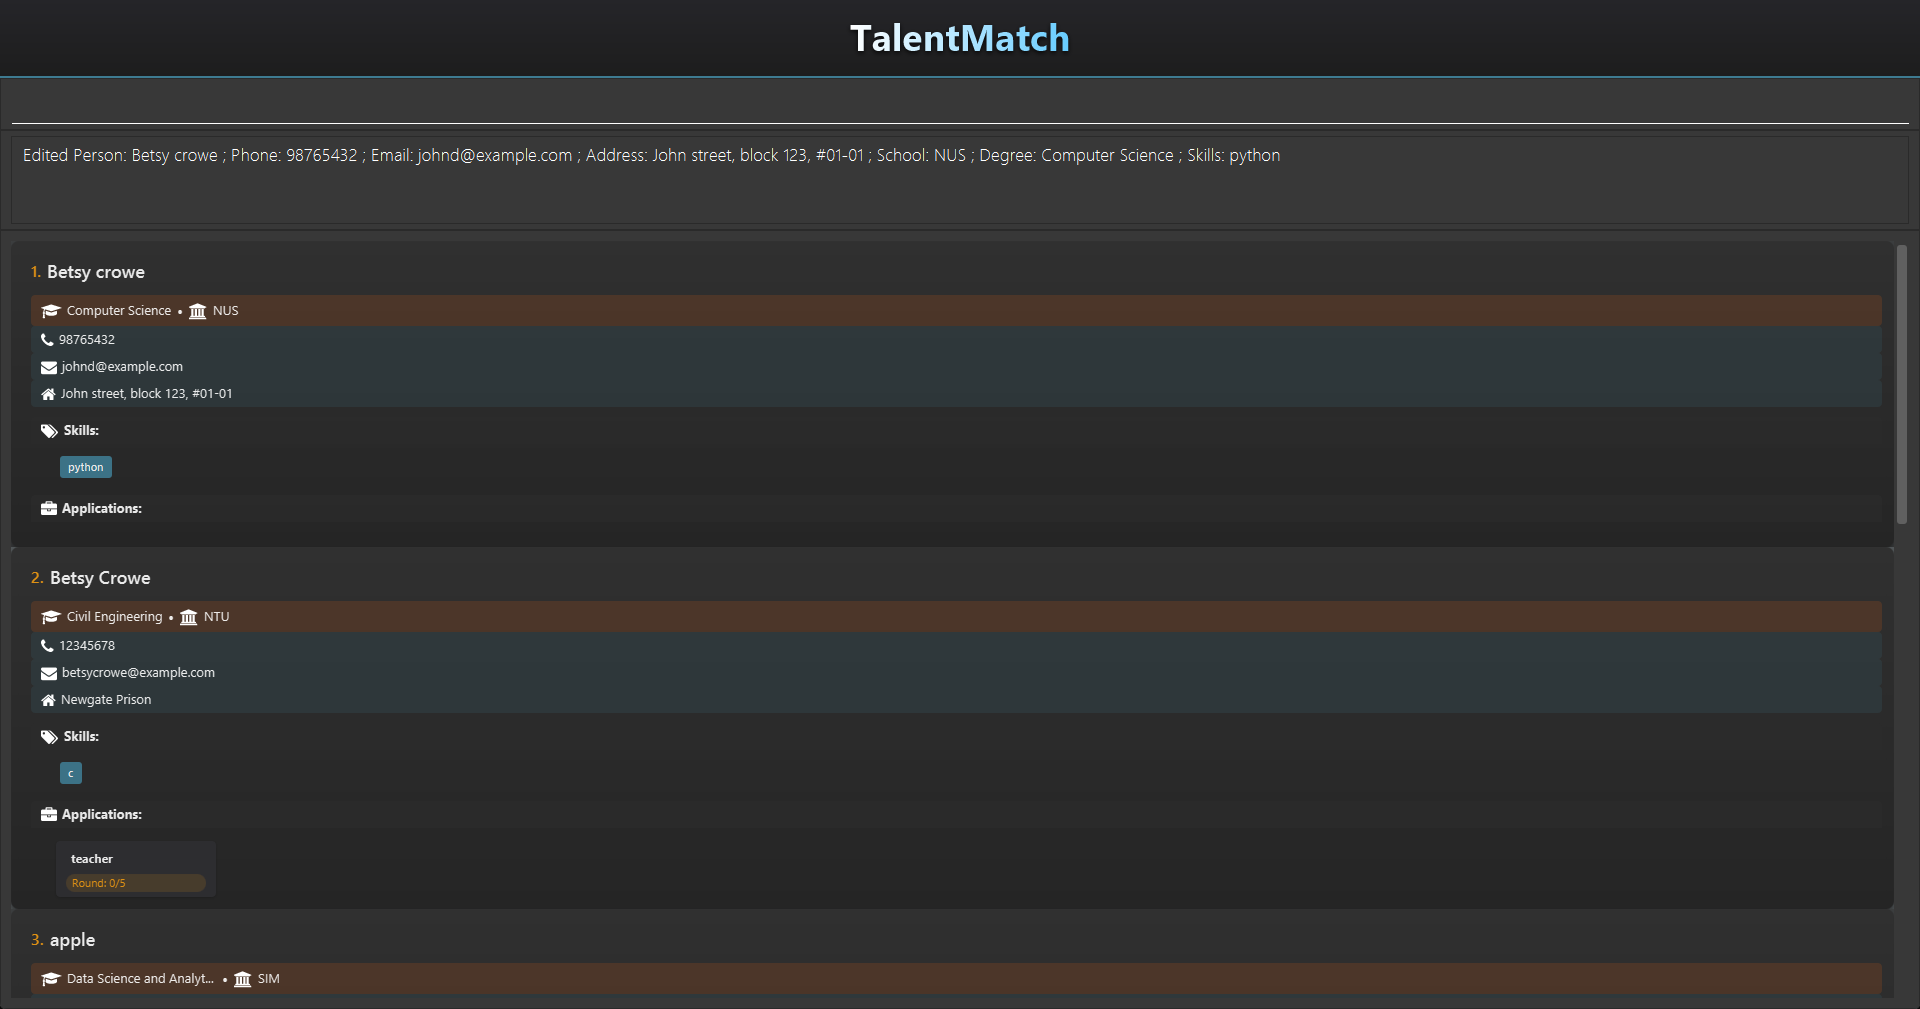 TalentMatch
Edited Person: Betsy crowe ; Phone: 98765432 ; Email: johnd@example.com ; Address: John street, block 123, #01-01 ; School: NUS ; Degree: Computer Science ; Skills: python
1. Betsy crowe
Computer Science • NUS
98765432
johnd@example.com
John street, block 123, #01-01
Skills:
python
Applications:
2. Betsy Crowe
Civil Engineering • NTU
12345678
betsycrowe@example.com
Newgate Prison
Skills:
c
Applications:
teacher
Round: 0/5
3. apple
Data Science and Analyt... • SIM